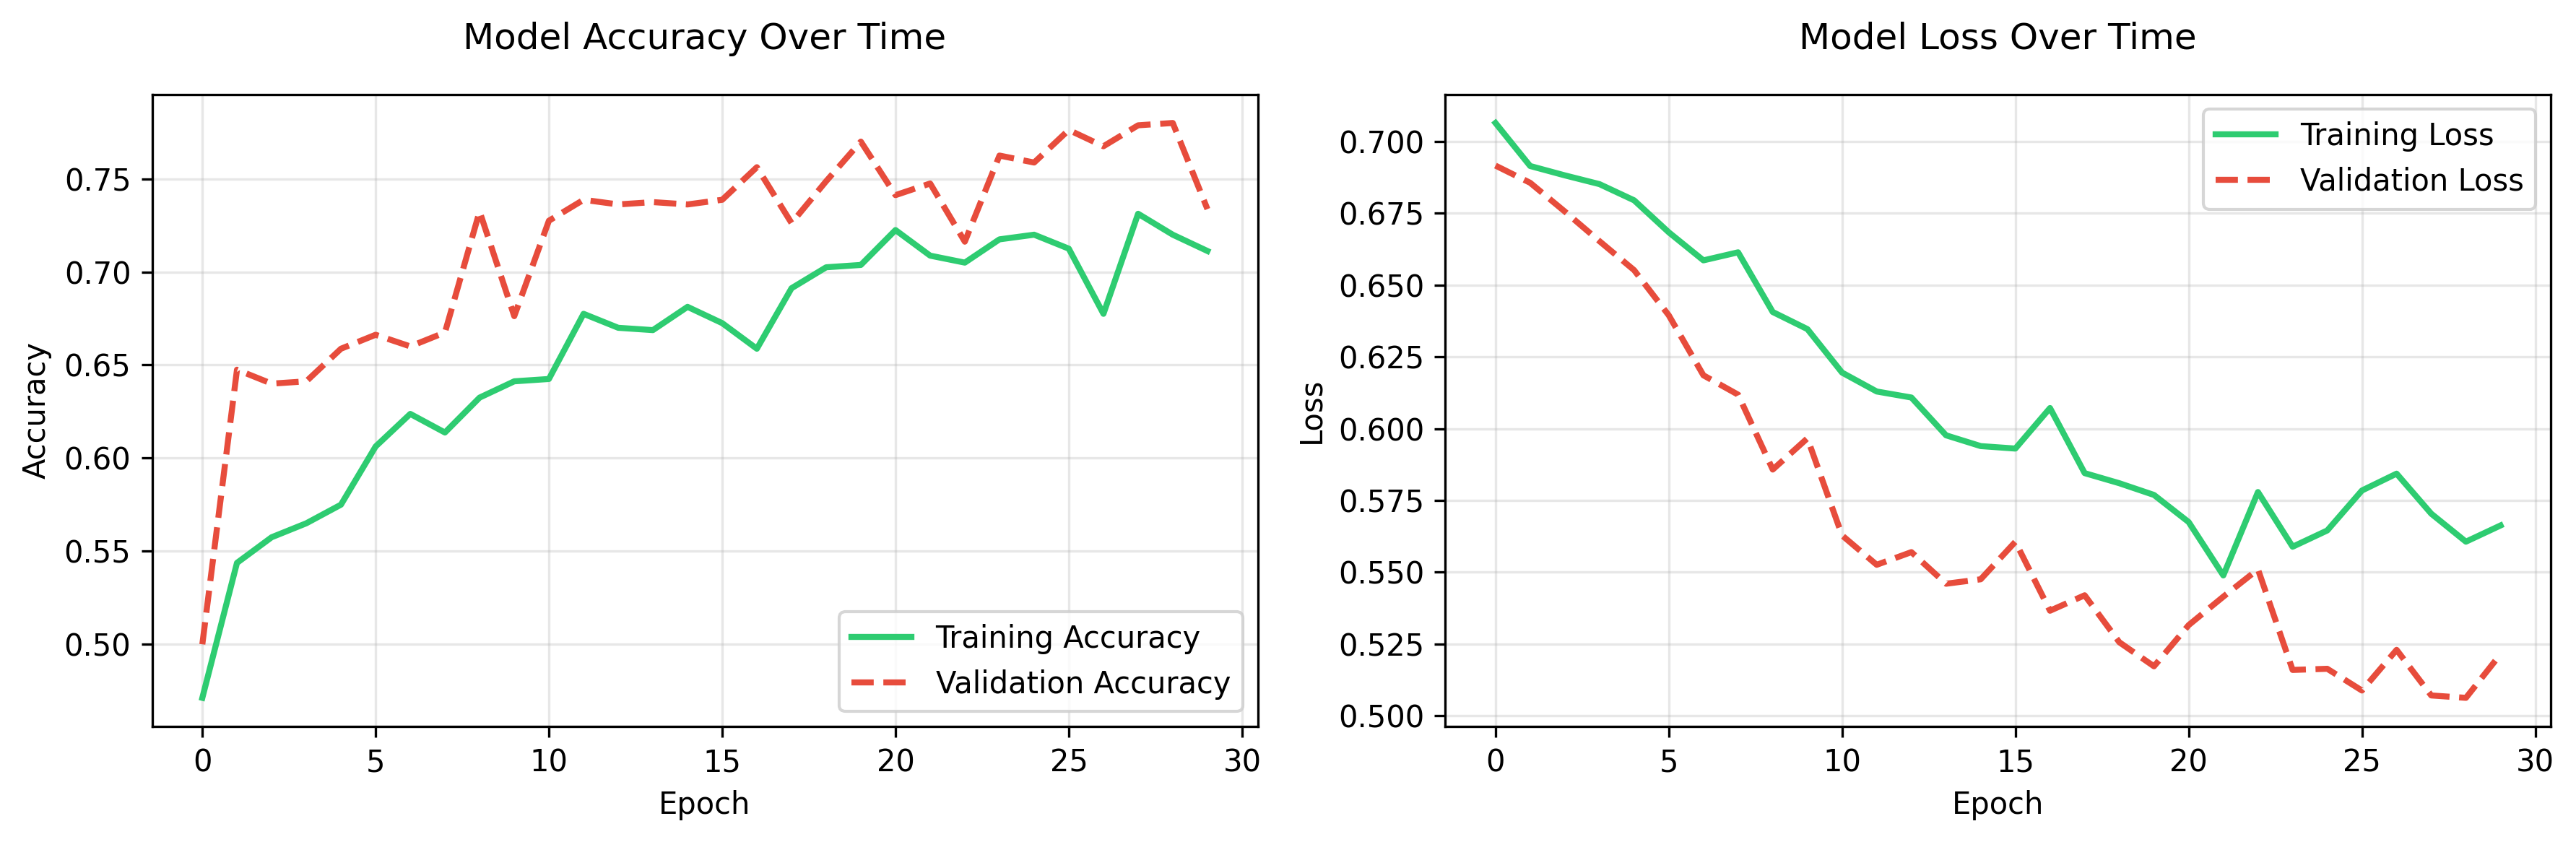 Model Accuracy Over Time
Accuracy
0.75
0.70
0.65
0.60
0.55
0.50
0 5 10 15 20 25 30
Epoch
Training Accuracy
Validation Accuracy
Model Loss Over Time
Loss
0.700
0.675
0.650
0.625
0.600
0.575
0.550
0.525
0.500
0 5 10 15 20 25 30
Epoch
Training Loss
Validation Loss